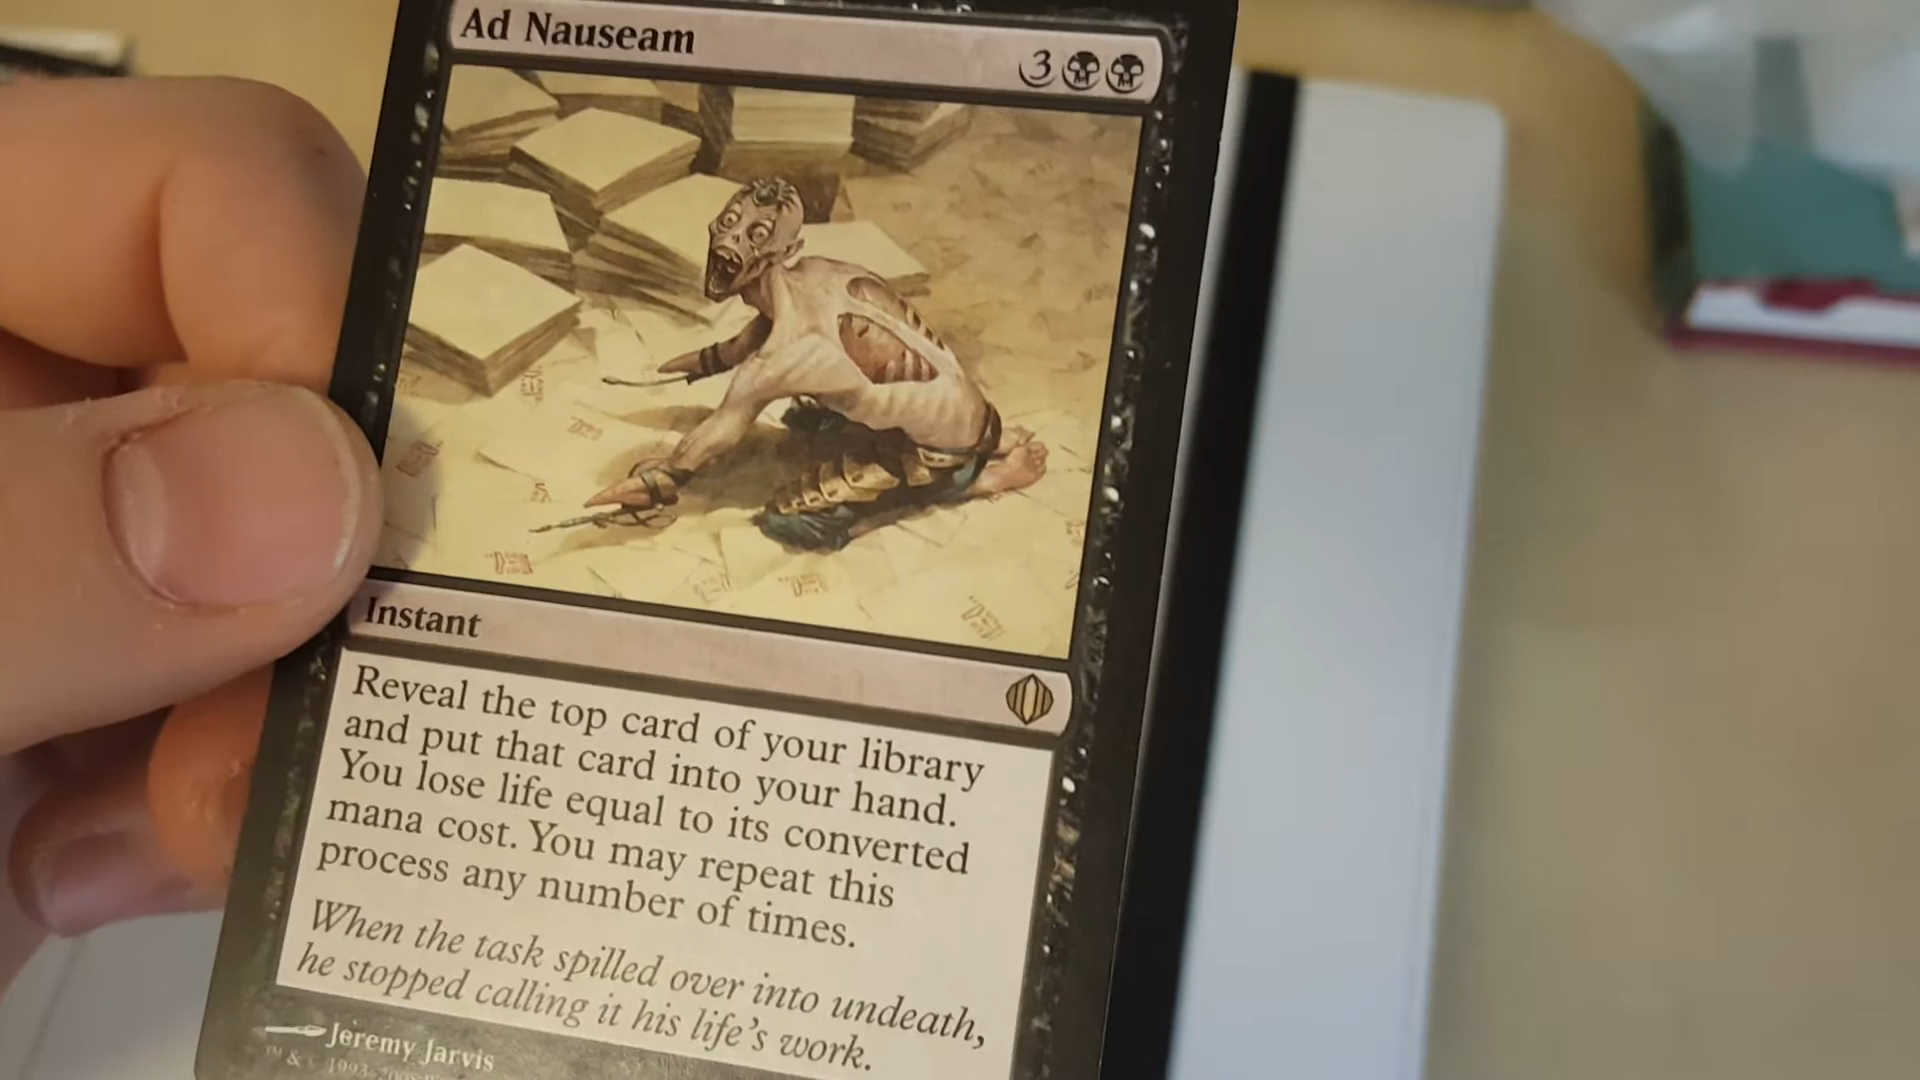 Ad Nauseam
3
Instant
Reveal the top card of your library
and put that card into your hand.
You lose life equal to its converted
mana cost. You may repeat this
process any number of times.
When the task spilled over into undeath,
he stopped calling it his life's work.
Jeremy Jarvis
™ & 1993-